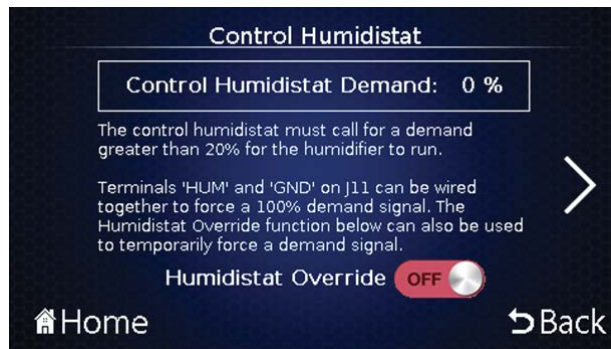 Control Humidistat
Control Humidistat Demand: 0 %
The control humidistat must call for a demand
greater than 20% for the humidifier to run.
Terminals 'HUM' and 'GND' on J11 can be wired
together to force a 100% demand signal. The
Humidistat Override function below can also be used
to temporarily force a demand signal.
Humidistat Override OFF
Home
Back